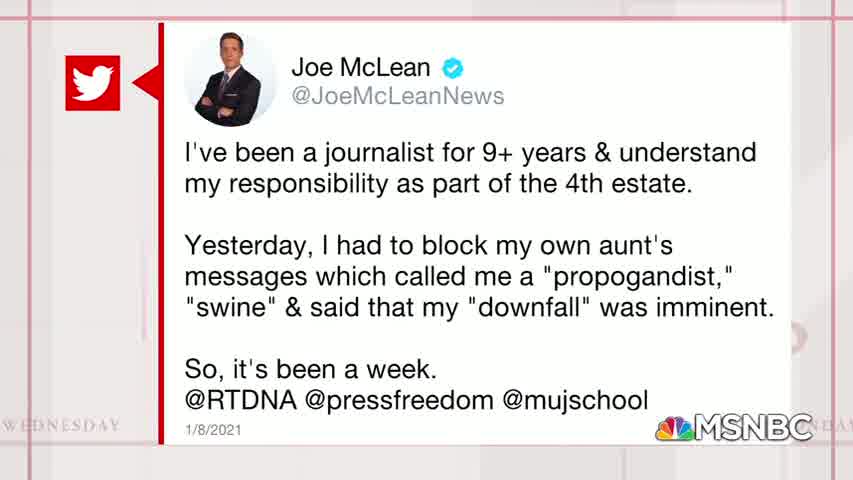 Joe McLean
@JoeMcLeanNews
I've been a journalist for 9+ years & understand
my responsibility as part of the 4th estate.
Yesterday, I had to block my own aunt's
messages which called me a "propogandist,"
"swine" & said that my "downfall" was imminent.
So, it's been a week.
@RTDNA @pressfreedom @mujschool
1/8/2021
WEDNESDAY
MSNBC